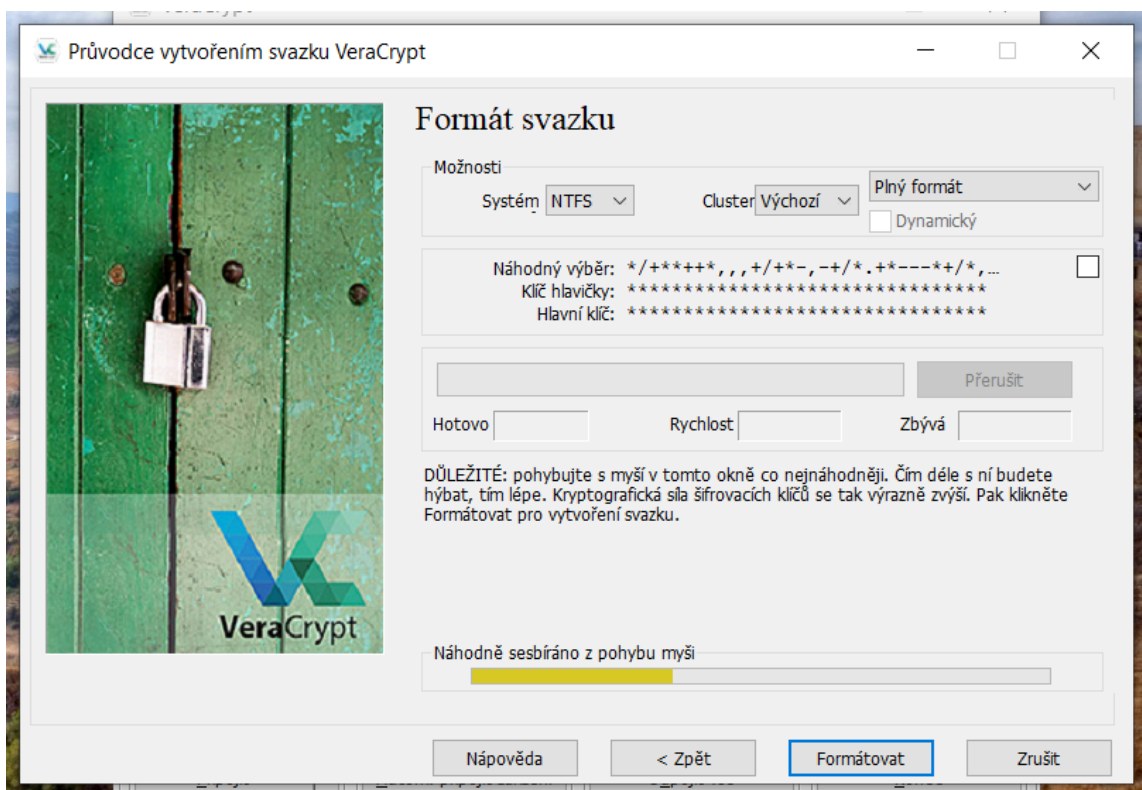 Průvodce vytvořením svazku VeraCrypt
Formát svazku
Možnosti
Systém NTFS Cluster Výchozí Plný formát
Dynamický
Náhodný výběr: */+**++*,,,+/+*-,-+/*.+*---*+/*,...
Klíč hlavičky: ********************************
Hlavní klíč: ********************************
Přerušit
Hotovo Rychlost Zbývá
DŮLEŽITÉ: pohybujte s myší v tomto okně co nejnáhodněji. Čím déle s ní budete
hýbat, tím lépe. Kryptografická síla šifrovacích klíčů se tak výrazně zvýší. Pak klikněte
Formátovat pro vytvoření svazku.
VeraCrypt
Náhodně sesbíráno z pohybu myši
Nápověda < Zpět Formátovat Zrušit